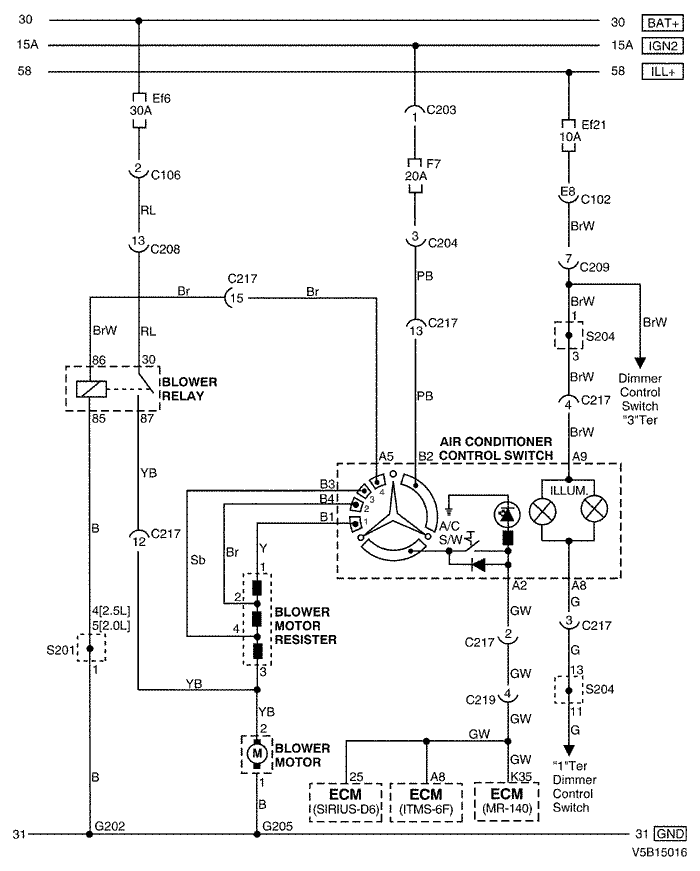 30
30 BAT+
15A
15A IGN2
58
58 ILL+
Ef6
30A
C203
1
Ef21
10A
F7
20A
2
C106
E8
C102
RL
BrW
13
C208
3
C204
7
C209
PB
C217
15
Br
Br
BrW
1
S204
3
BrW
BrW
RL
13
C217
86
30
BLOWER
RELAY
BrW
Dimmer
Control
Switch
"3"Ter
4
C217
PB
85
87
BrW
AIR CONDITIONER
CONTROL SWITCH
A5
B2
A9
YB
B3
B4
B1
4
3
2
1
ILLUM.
A/C
S/W
B
12
C217
Sb
Br
Y
1
2
4
3
BLOWER
MOTOR
RESISTER
A2
A8
GW
G
4[2.5L]
5[2.0L]
S201
1
2
C217
3
C217
GW
G
YB
YB
4
C219
13
S204
11
GW
G
2
M
BLOWER
MOTOR
1
GW
GW
"1"Ter
Dimmer
Control
Switch
25
A8
K35
ECM
(SIRIUS-D6)
ECM
(ITMS-6F)
ECM
(MR-140)
B
B
31
G202
G205
31 GND
V5B15016